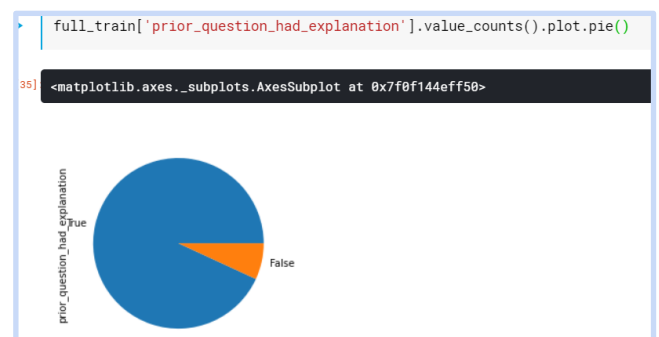 full_train['prior_question_had_explanation'].value_counts().plot.pie()
35]
<matplotlib.axes._subplots.AxesSubplot at 0x7f0f144eff50>
prior_question_had_explanation
True
False